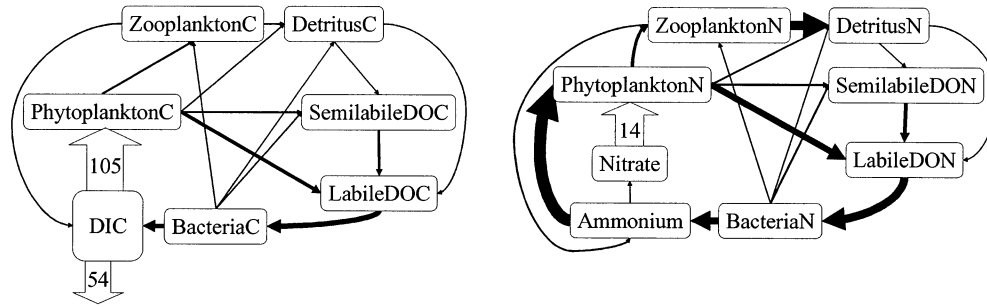 ZooplanktonC
DetritusC
PhytoplanktonC
SemilabileDOC
105
LabileDOC
DIC
BacteriaC
54
ZooplanktonN
DetritusN
PhytoplanktonN
SemilabileDON
14
Nitrate
LabileDON
Ammonium
BacteriaN